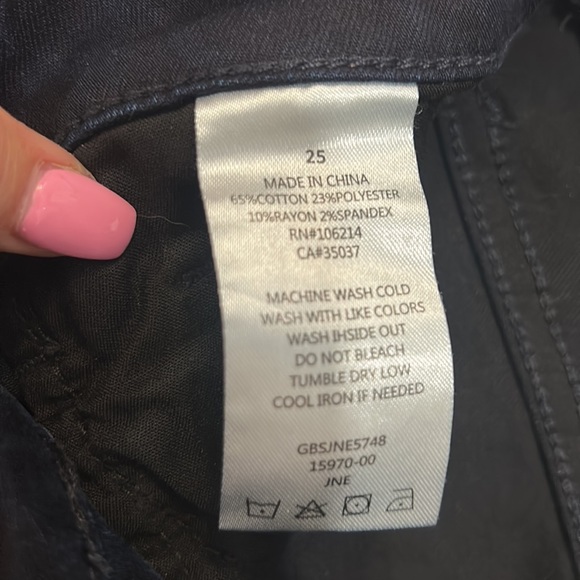 25
MADE IN CHINA
65%COTTON 23%POLYESTER
10%RAYON 2%SPANDEX
RN#106214
CA#35037
MACHINE WASH COLD
WASH WITH LIKE COLORS
WASH IHSIDE OUT
DO NOT BLEACH
TUMBLE DRY LOW
COOL IRON IF NEEDED
GBSJNE5748
15970-00
JNE